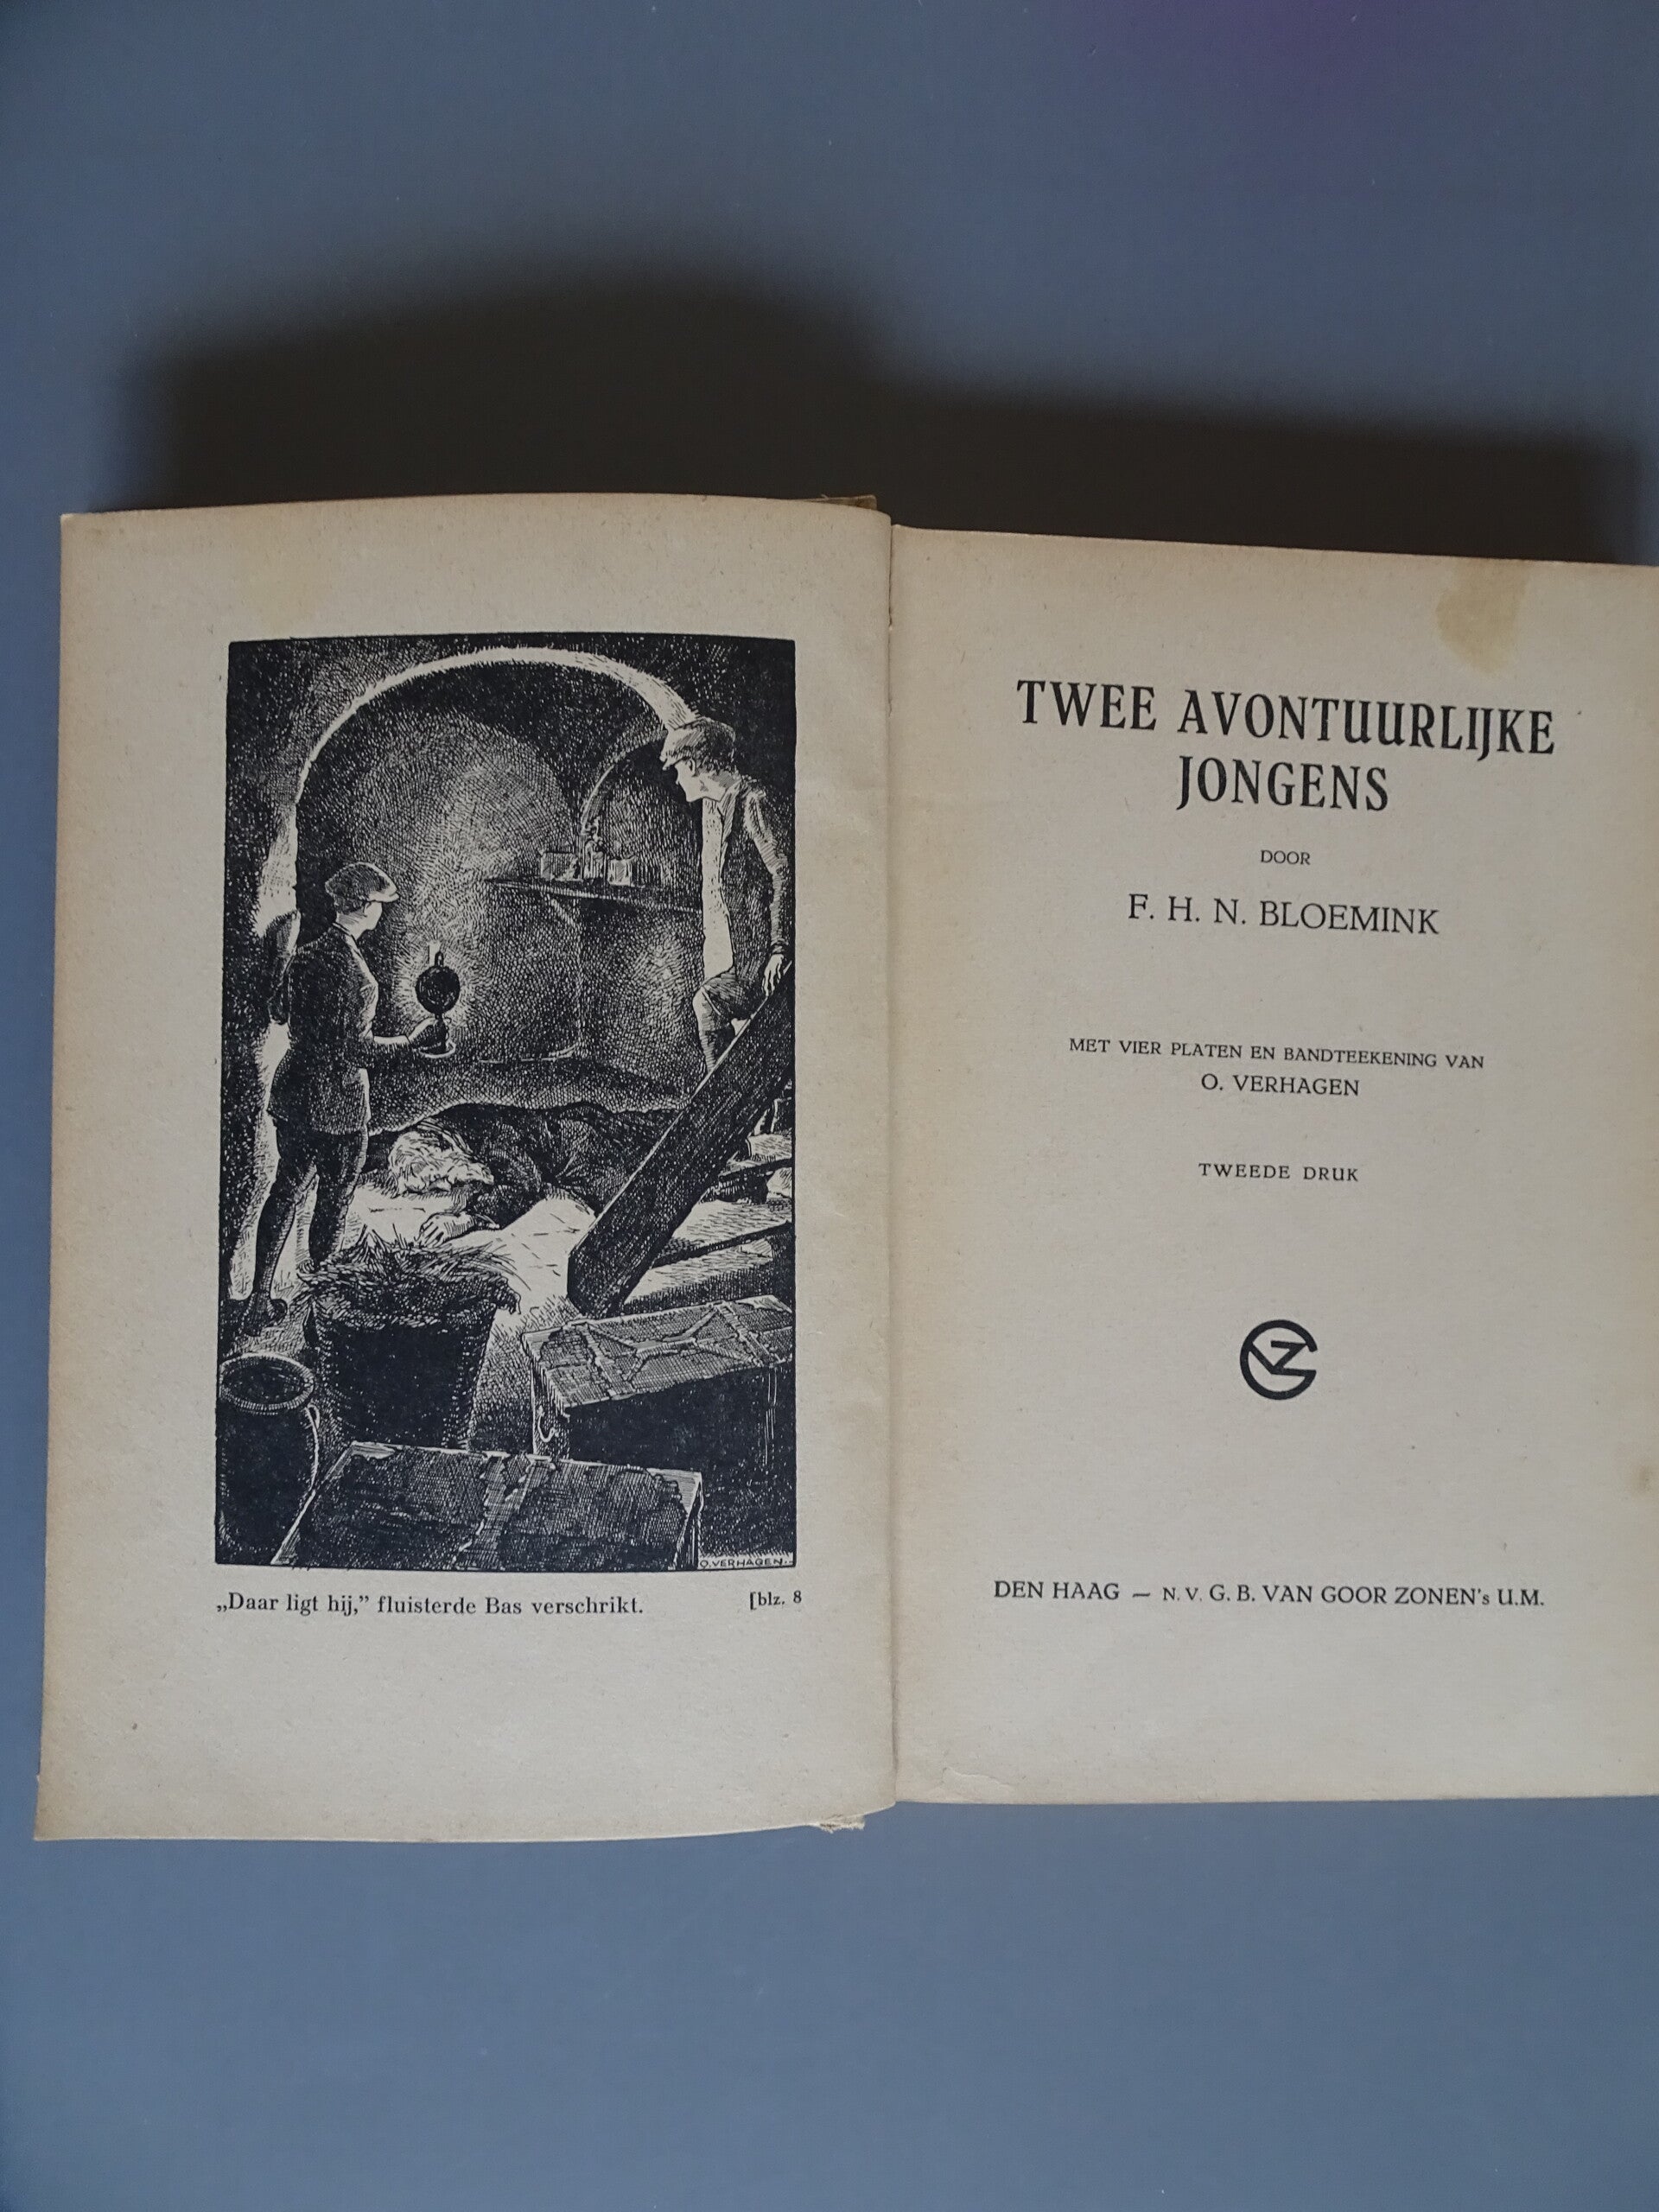 O. VERHAGEN.
„Daar ligt hij,” fluisterde Bas verschrikt. [blz. 8
TWEE AVONTUURLIJKE
JONGENS
DOOR
F. H. N. BLOEMINK
MET VIER PLATEN EN BANDTEEKENING VAN
O. VERHAGEN
TWEEDE DRUK
GVZ
DEN HAAG — N. V. G. B. VAN GOOR ZONEN's U.M.